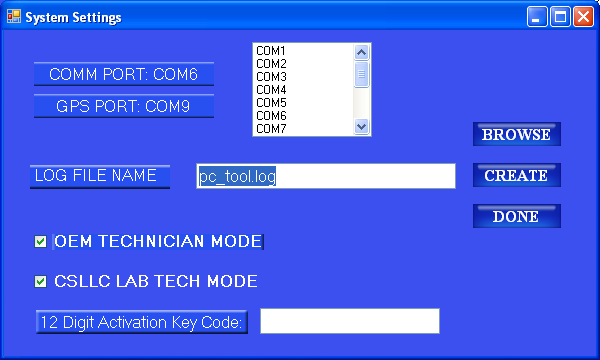 System Settings
COMM PORT: COM6
GPS PORT: COM9
COM1
COM2
COM3
COM4
COM5
COM6
COM7
BROWSE
LOG FILE NAME
pc_tool.log
CREATE
DONE
OEM TECHNICIAN MODE
CSLLC LAB TECH MODE
12 Digit Activation Key Code: